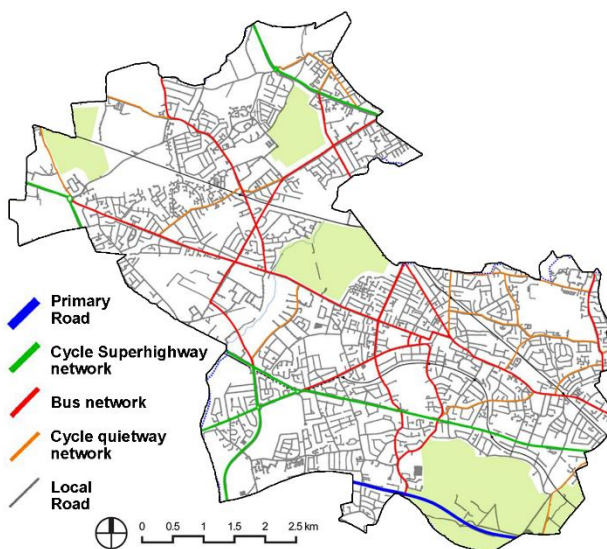 Primary
Road
Cycle Superhighway
network
Bus network
Cycle quietway
network
Local
Road
0 0.5 1 1.5 2 2.5 km